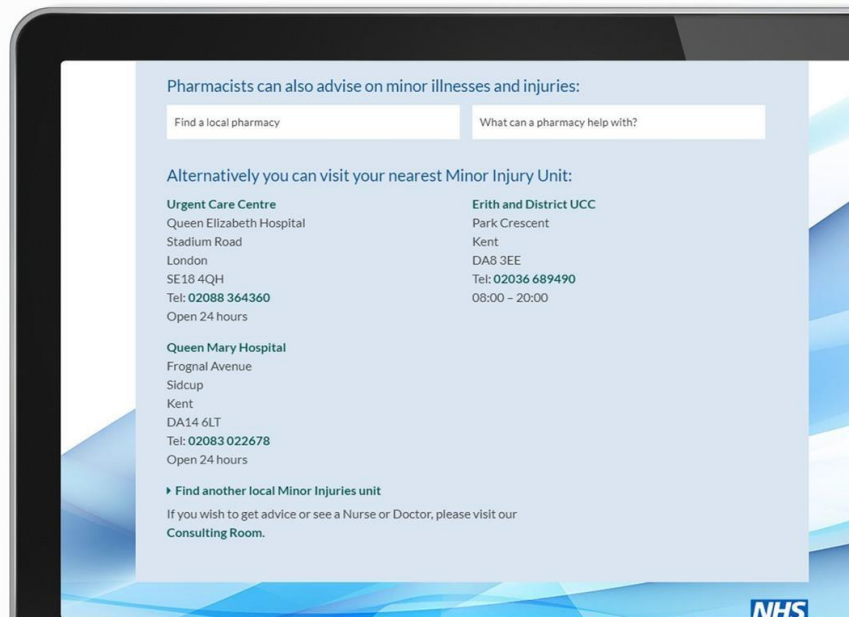 Pharmacists can also advise on minor illnesses and injuries:
Find a local pharmacy
What can a pharmacy help with?
Alternatively you can visit your nearest Minor Injury Unit:
Urgent Care Centre
Queen Elizabeth Hospital
Stadium Road
London
SE18 4QH
Tel: 02088 364360
Open 24 hours
Erith and District UCC
Park Crescent
Kent
DA8 3EE
Tel: 02036 689490
08:00 – 20:00
Queen Mary Hospital
Frognal Avenue
Sidcup
Kent
DA14 6LT
Tel: 02083 022678
Open 24 hours
Find another local Minor Injuries unit
If you wish to get advice or see a Nurse or Doctor, please visit our
Consulting Room.
NHS